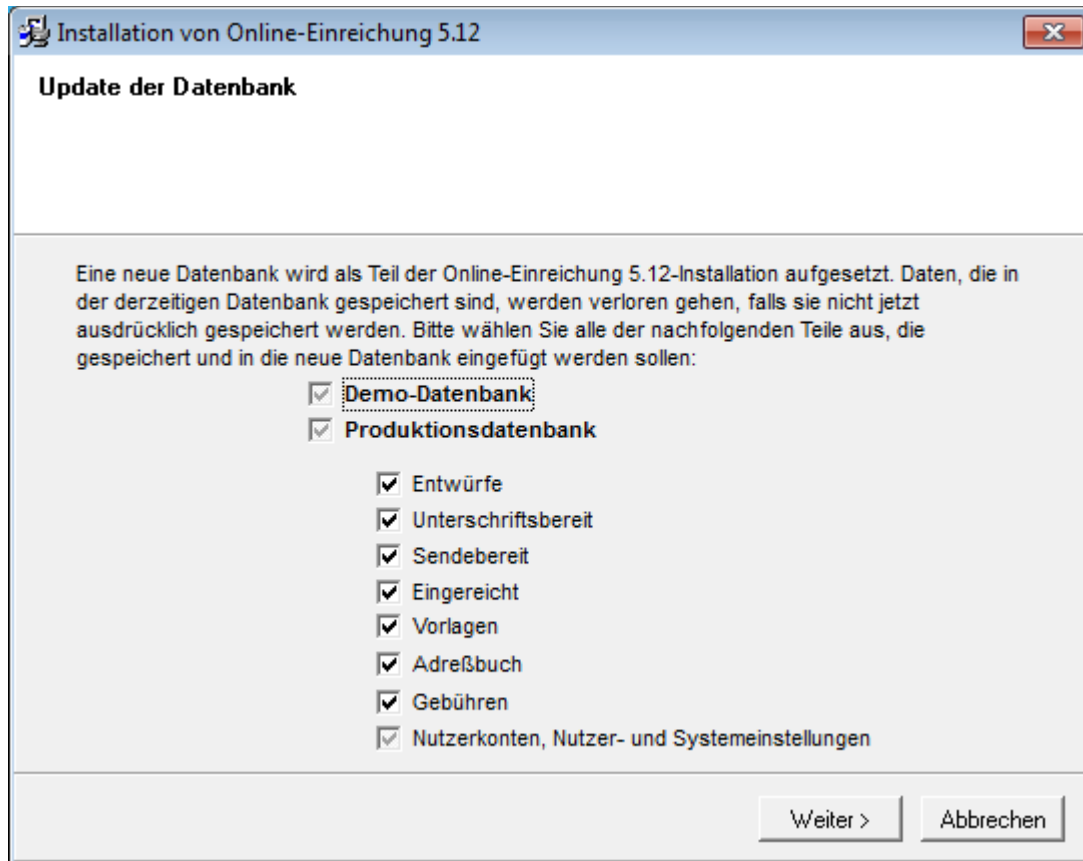 Installation von Online-Einreichung 5.12
Update der Datenbank
Eine neue Datenbank wird als Teil der Online-Einreichung 5.12-Installation aufgesetzt. Daten, die in
der derzeitigen Datenbank gespeichert sind, werden verloren gehen, falls sie nicht jetzt
ausdrücklich gespeichert werden. Bitte wählen Sie alle der nachfolgenden Teile aus, die
gespeichert und in die neue Datenbank eingefügt werden sollen:
Demo-Datenbank
Produktionsdatenbank
Entwürfe
Unterschriftsbereit
Sendebereit
Eingereicht
Vorlagen
Adreßbuch
Gebühren
Nutzerkonten, Nutzer- und Systemeinstellungen
Weiter >
Abbrechen